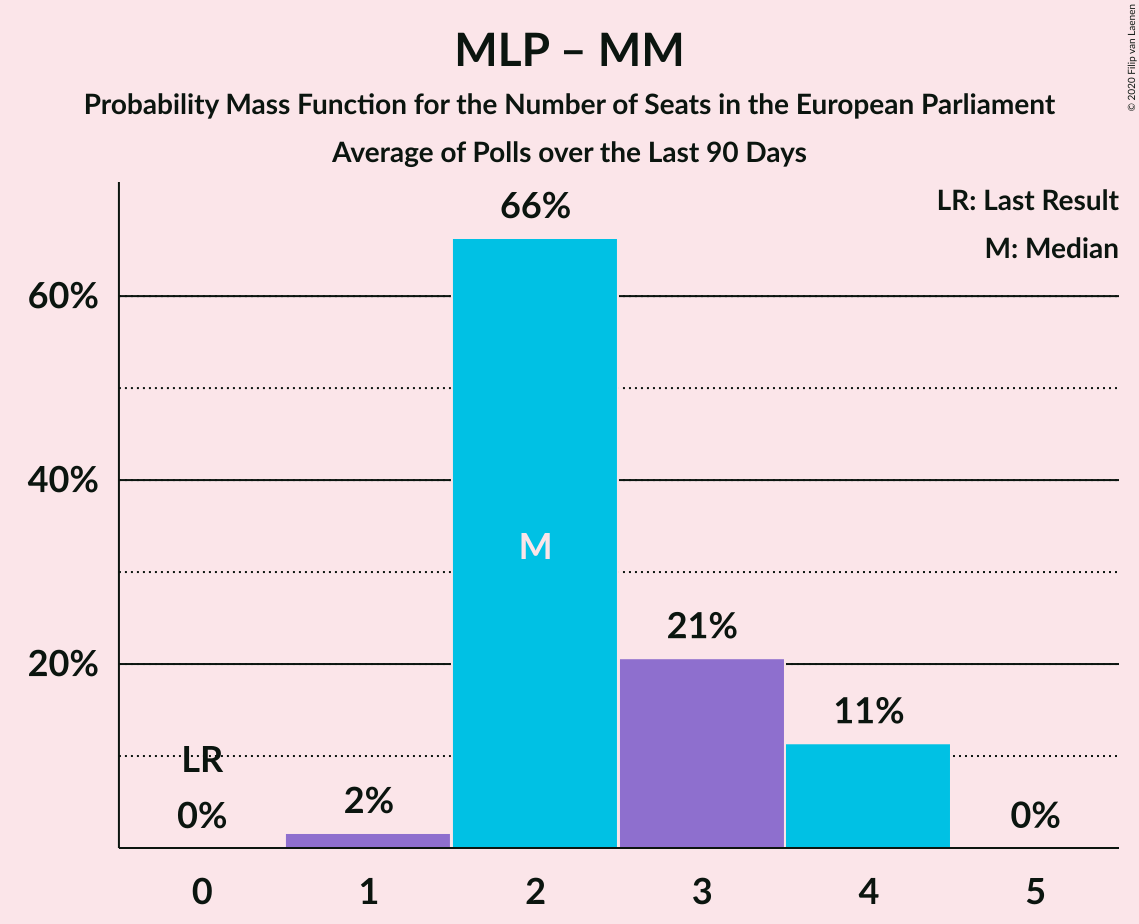 MLP – MM
Probability Mass Function for the Number of Seats in the European Parliament
Average of Polls over the Last 90 Days
© 2020 Filip van Laenen
LR: Last Result
M: Median
66%
60%
40%
M
21%
20%
11%
LR
2%
0%
0%
0 1 2 3 4 5